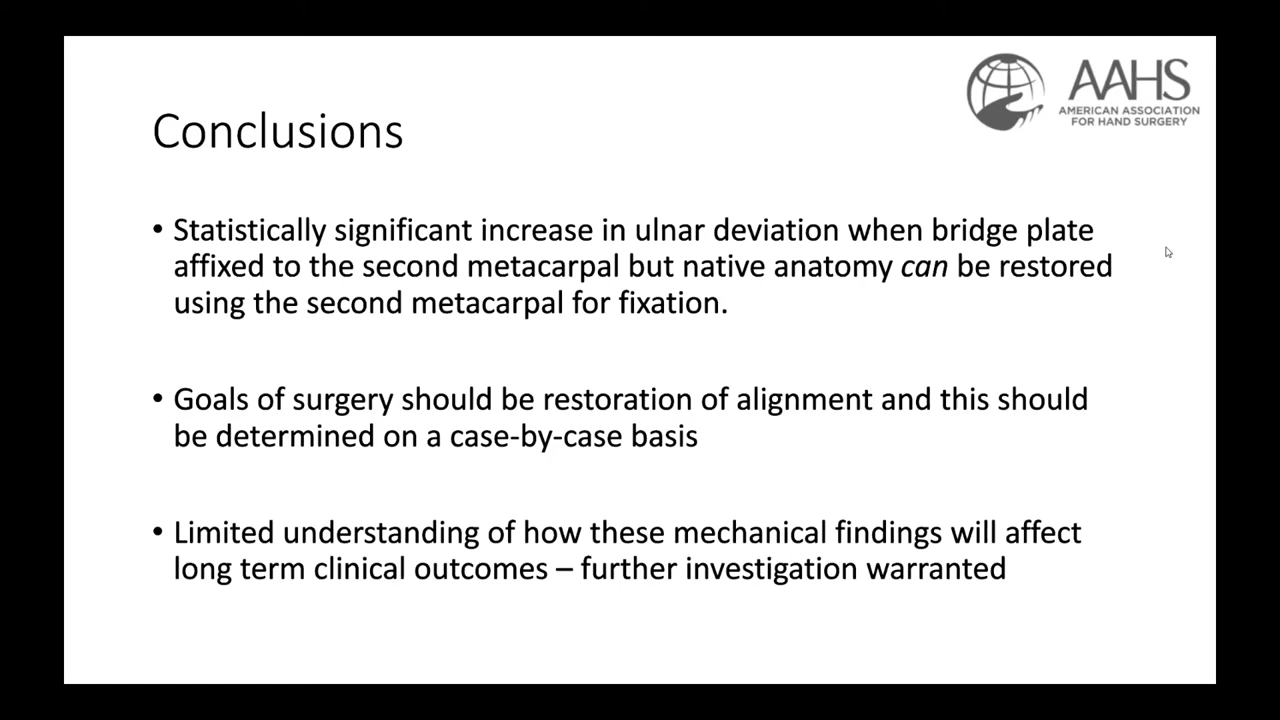 AAHS
AMERICAN ASSOCIATION
FOR HAND SURGERY
Conclusions
• Statistically significant increase in ulnar deviation when bridge plate
affixed to the second metacarpal but native anatomy can be restored
using the second metacarpal for fixation.
• Goals of surgery should be restoration of alignment and this should
be determined on a case-by-case basis
• Limited understanding of how these mechanical findings will affect
long term clinical outcomes – further investigation warranted